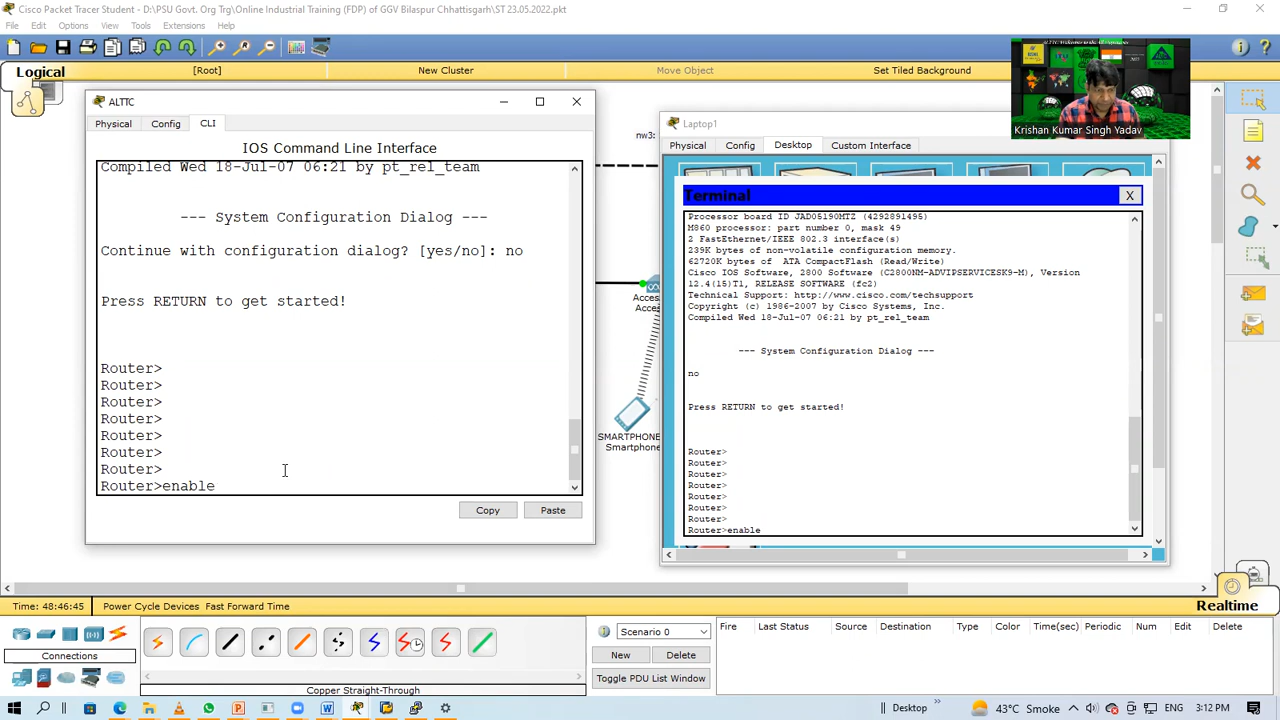 Cisco Packet Tracer Student - D:\PSU Govt. Org Trg\Online Industrial Training (FDP) of GGV Bilaspur Chhattisgarh\ST 23.05.2022.pkt
File Edit Options View Tools Extensions Help
Logical [Root] New Cluster Move Object Set Tiled Background
Krishan Kumar Singh Yadav
ALTTC
Physical Config CLI
IOS Command Line Interface
Compiled Wed 18-Jul-07 06:21 by pt_rel_team
--- System Configuration Dialog ---
Continue with configuration dialog? [yes/no]: no
Press RETURN to get started!
Router>
Router>
Router>
Router>
Router>
Router>
Router>
Router>enable
Copy Paste
nw3:
Acces
Acce
SMARTPHONE
Smartphone
Laptop1
Physical Config Desktop Custom Interface
Terminal X
Processor board ID JAD05190MTZ (4292891495)
M860 processor: part number 0, mask 49
2 FastEthernet/IEEE 802.3 interface(s)
239K bytes of non-volatile configuration memory.
62720K bytes of ATA CompactFlash (Read/Write)
Cisco IOS Software, 2800 Software (C2800NM-ADVIPSERVICESK9-M), Version
12.4(15)T1, RELEASE SOFTWARE (fc2)
Technical Support: http://www.cisco.com/techsupport
Copyright (c) 1986-2007 by Cisco Systems, Inc.
Compiled Wed 18-Jul-07 06:21 by pt_rel_team
--- System Configuration Dialog ---
no
Press RETURN to get started!
Router>
Router>
Router>
Router>
Router>
Router>
Router>
Router>enable
Time: 48:46:45 Power Cycle Devices Fast Forward Time
Realtime
Connections
Copper Straight-Through
Scenario 0
New Delete
Toggle PDU List Window
Fire Last Status Source Destination Type Color Time(sec) Periodic Num Edit Delete
Desktop 43°C Smoke ENG 3:12 PM